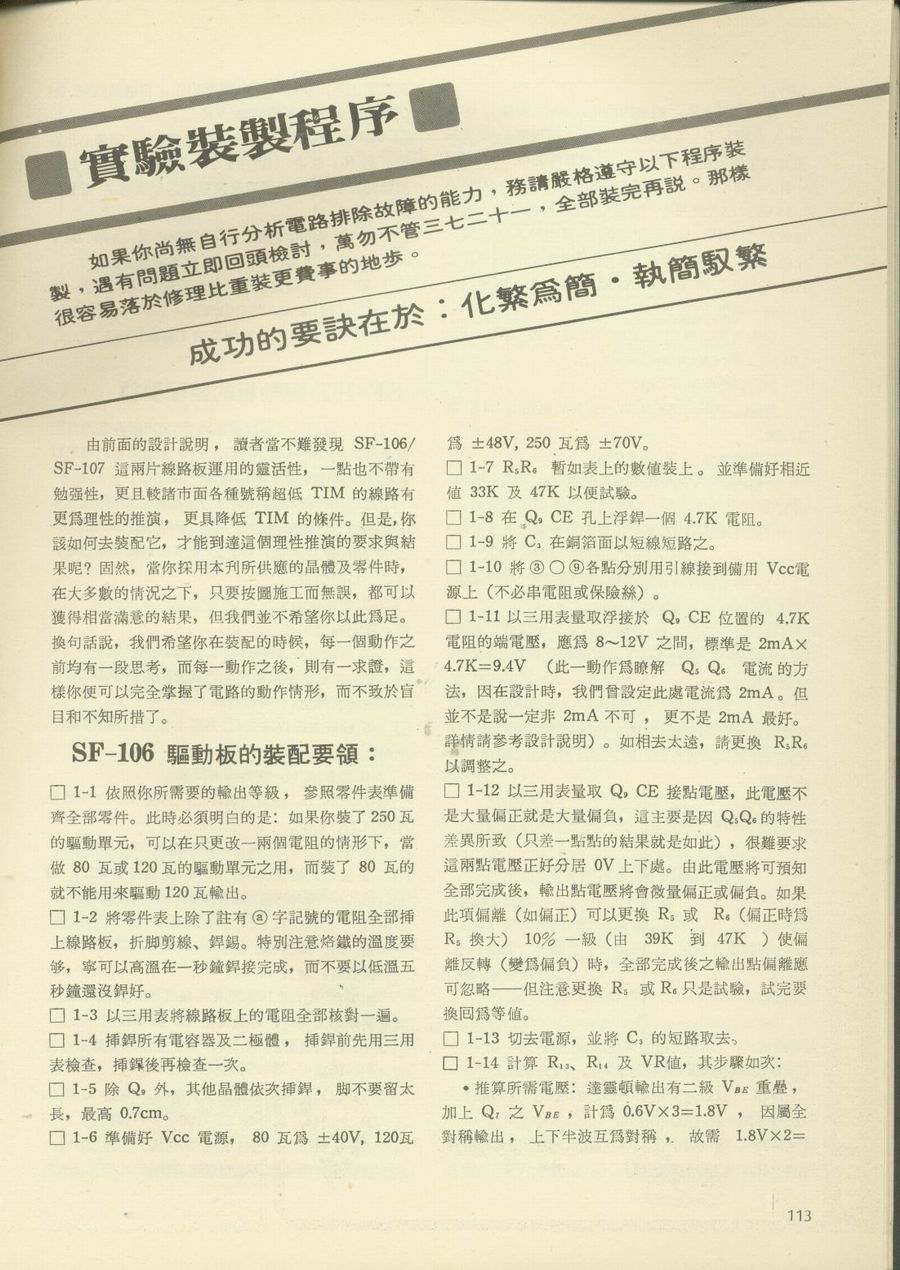 實驗裝製程序
如果你尚無自行分析電路排除故障的能力，務請嚴格遵守以下程序裝
製，遇有問題立即回頭檢討，萬勿不管三七二十一，全部裝完再説。那樣
很容易落於修理比重裝更費事的地步。
成功的要訣在於：化繁爲簡・執簡馭繁
由前面的設計說明， 讀者當不難發現 SF-106/
SF-107 這兩片線路板運用的靈活性， 一點也不帶有
勉强性，更且較諸市面各種號稱超低 TIM 的線路有
更爲理性的推演， 更具降低 TIM 的條件。但是，你
該如何去裝配它，才能到達這個理性推演的要求與結
果呢? 固然，當你採用本刋所供應的晶體及零件時，
在大多數的情況之下，只要按圖施工而無誤，都可以
獲得相當滿意的結果，但我們並不希望你以此爲足。
換句話說，我們希望你在裝配的時候，每一個動作之
前均有一段思考，而每一動作之後，則有一求證，這
樣你便可以完全掌握了電路的動作情形，而不致於盲
目和不知所措了。
SF-106 驅動板的裝配要領：
□ 1-1 依照你所需要的輸出等級， 參照零件表準備
齊全部零件。此時必須明白的是: 如果你裝了 250 瓦
的驅動單元，可以在只更改一兩個電阻的情形下，當
做 80 瓦或 120 瓦的驅動單元之用，而裝了 80 瓦的
就不能用來驅動 120 瓦輸出。
□ 1-2 將零件表上除了註有 ⓐ 字記號的電阻全部揷
上線路板，折脚剪線、銲錫。特別注意烙鐵的溫度要
够，寧可以高溫在一秒鐘銲接完成，而不要以低溫五
秒鐘還沒銲好。
□ 1-3 以三用表將線路板上的電阻全部核對一遍。
□ 1-4 揷銲所有電容器及二極體， 揷銲前先用三用
表檢查，揷銲後再檢查一次。
□ 1-5 除 Q₉ 外，其他晶體依次揷銲， 脚不要留太
長，最高 0.7cm。
□ 1-6 準備好 Vcc 電源， 80 瓦爲 ±40V, 120瓦
爲 ±48V, 250 瓦爲 ±70V。
□ 1-7 R₅R₆ 暫如表上的數值裝上。 並準備好相近
値 33K 及 47K 以便試驗。
□ 1-8 在 Q₉ CE 孔上浮銲一個 4.7K 電阻。
□ 1-9 將 C₃ 在銅箔面以短線短路之。
□ 1-10 將 ③ ○ ⑨ 各點分別用引線接到備用 Vcc電
源上（不必串電阻或保險絲）。
□ 1-11 以三用表量取浮接於 Q₉ CE 位置的 4.7K
電阻的端電壓，應爲 8～12V 之間，標準是 2mA×
4.7K=9.4V （此一動作爲瞭解 Q₅ Q₆ 電流的方
法，因在設計時，我們曾設定此處電流爲 2mA。但
並不是說一定非 2mA 不可， 更不是 2mA 最好。
詳情請參考設計說明）。如相去太遠，請更換 R₅R₆
以調整之。
□ 1-12 以三用表量取 Q₉ CE 接點電壓，此電壓不
是大量偏正就是大量偏負，這主要是因 Q₅Q₆ 的特性
差異所致（只差一點點的結果就是如此），很難要求
這兩點電壓正好分居 0V 上下處。由此電壓將可預知
全部完成後，輸出點電壓將會微量偏正或偏負。如果
此項偏離（如偏正）可以更換 R₅ 或 R₆（偏正時爲
R₅ 換大） 10% 一級（由 39K 到 47K ）使偏
離反轉（變爲偏負）時，全部完成後之輸出點偏離應
可忽略——但注意更換 R₅ 或 R₆ 只是試驗，試完要
換囘爲等値。
□ 1-13 切去電源，並將 C₃ 的短路取去。
□ 1-14 計算 R₁₃、 R₁₄ 及 VR値，其步驟如次:
• 推算所需電壓: 達靈頓輸出有二級 VBE 重疊，
加上 Q₇ 之 VBE ，計爲 0.6V×3=1.8V ， 因屬全
對稱輸出， 上下半波互爲對稱， 故需 1.8V×2=
113